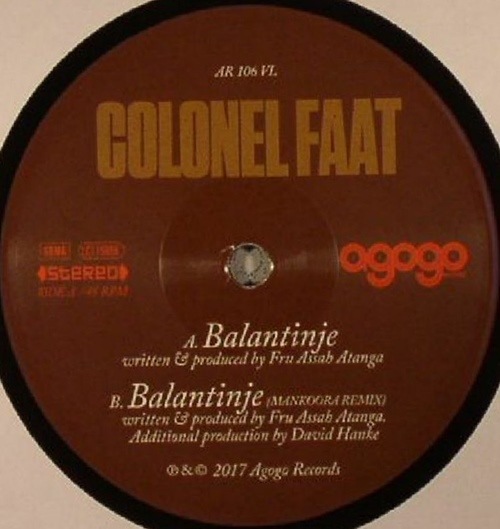 AR 106 VL
COLONEL FAAT
GEMA
stereo
SIDE A / 45 RPM
agogo
A. Balantinje
written & produced by Fru Assah Atanga
B. Balantinje (MANKOORA REMIX)
written & produced by Fru Assah Atanga.
Additional production by David Hanke
℗ & © 2017 Agogo Records